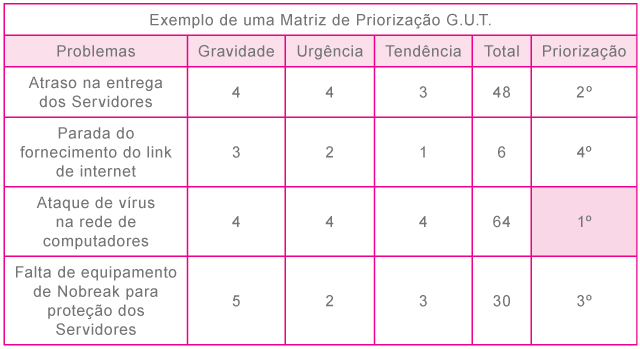 Exemplo de uma Matriz de Priorização G.U.T.
Problemas Gravidade Urgência Tendência Total Priorização
Atraso na entrega
dos Servidores
4 4 3 48 2º
Parada do
fornecimento do link
de internet
3 2 1 6 4º
Ataque de vírus
na rede de
computadores
4 4 4 64 1º
Falta de equipamento
de Nobreak para
proteção dos
Servidores
5 2 3 30 3º